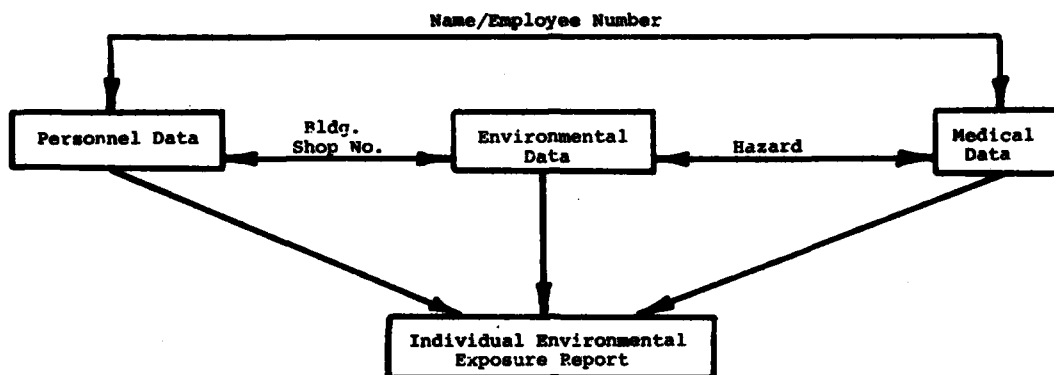 Name/Employee Number
Personnel Data
Bldg.
Shop No.
Environmental
Data
Hazard
Medical
Data
Individual Environmental
Exposure Report